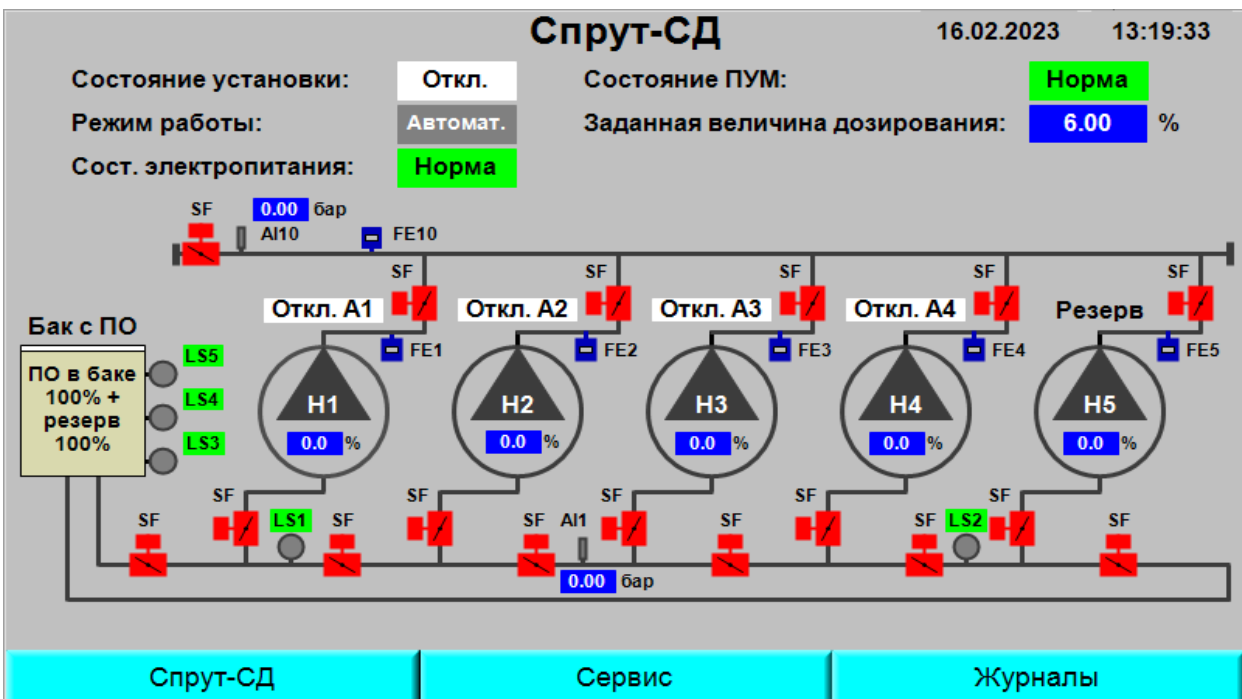 Спрут-СД
16.02.2023 13:19:33
Состояние установки: Откл. Состояние ПУМ: Норма
Режим работы: Автомат. Заданная величина дозирования: 6.00 %
Сост. электропитания: Норма
SF 0.00 бар
AI10 FE10
SF SF SF SF SF
Откл. А1 Откл. А2 Откл. А3 Откл. А4 Резерв
Бак с ПО
FE1 FE2 FE3 FE4 FE5
LS5
ПО в баке
100% +
резерв
100%
LS4
LS3
Н1 Н2 Н3 Н4 Н5
0.0 % 0.0 % 0.0 % 0.0 % 0.0 %
SF SF SF SF SF
SF LS1 SF SF AI1 SF SF LS2 SF
0.00 бар
Спрут-СД Сервис Журналы